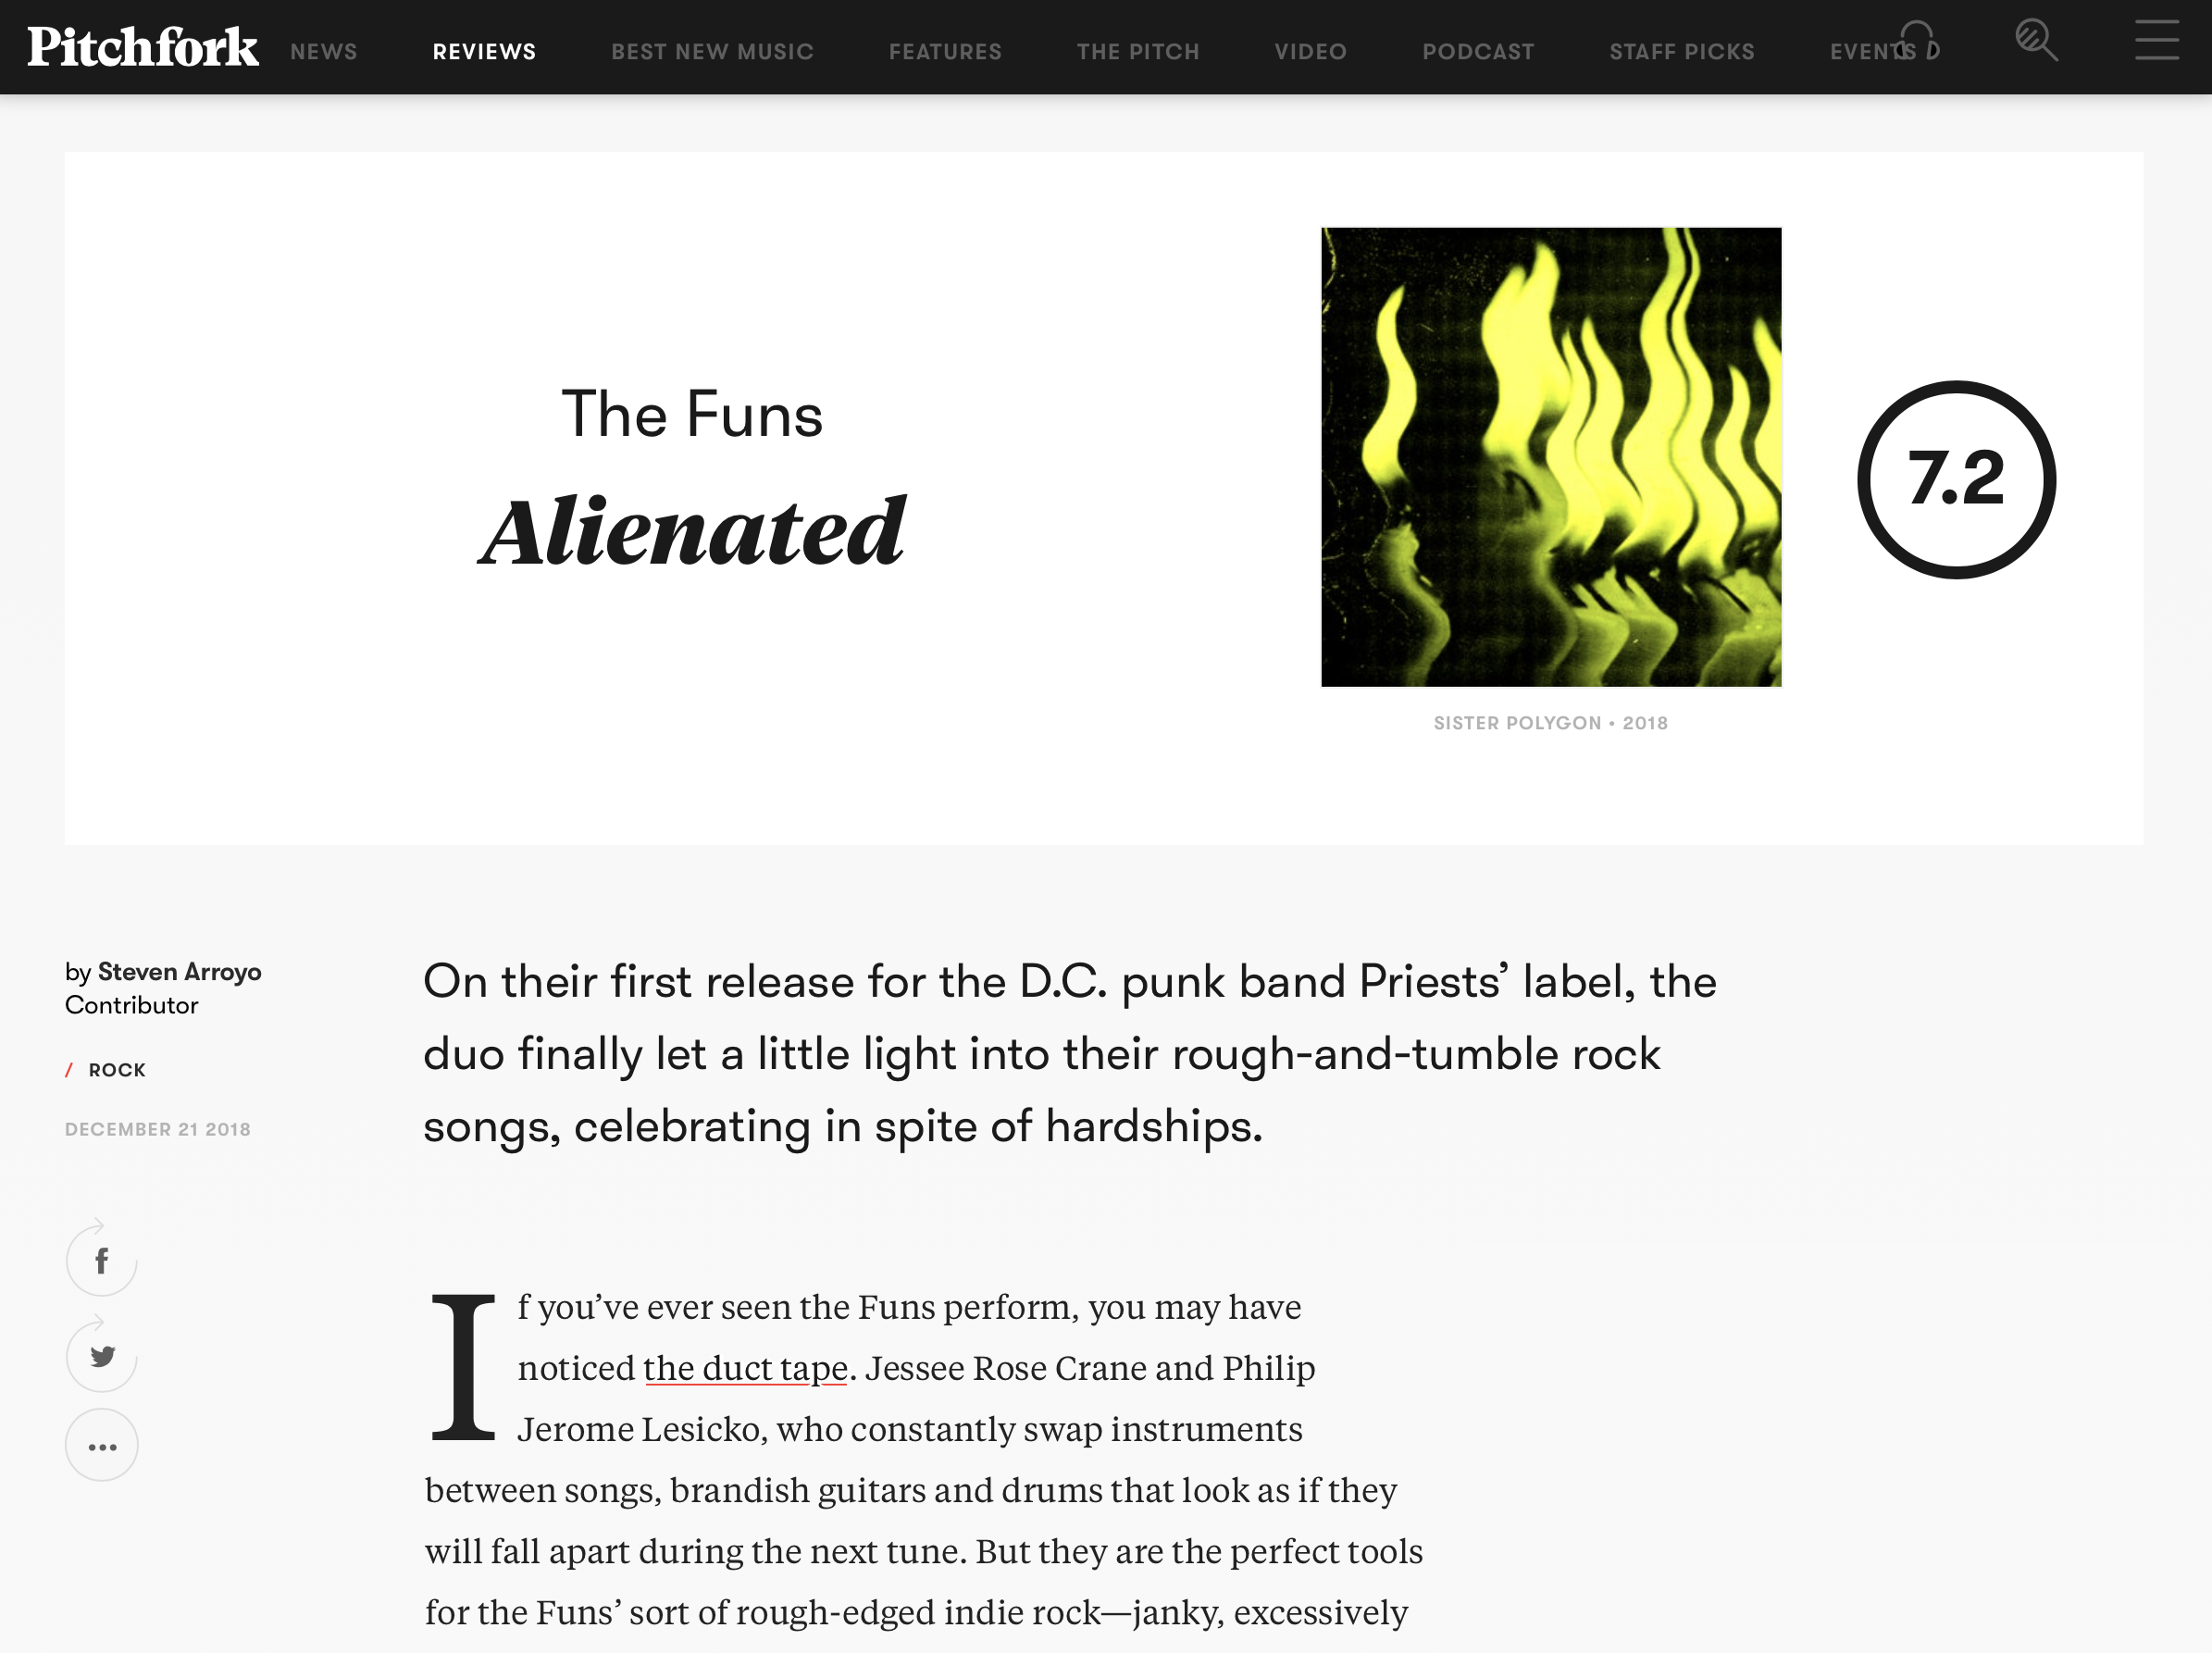 Pitchfork NEWS REVIEWS BEST NEW MUSIC FEATURES THE PITCH VIDEO PODCAST STAFF PICKS EVENTS
The Funs
Alienated
7.2
SISTER POLYGON • 2018
by Steven Arroyo
Contributor
/ ROCK
DECEMBER 21 2018
On their first release for the D.C. punk band Priests’ label, the
duo finally let a little light into their rough-and-tumble rock
songs, celebrating in spite of hardships.
If you’ve ever seen the Funs perform, you may have
noticed the duct tape. Jessee Rose Crane and Philip
Jerome Lesicko, who constantly swap instruments
between songs, brandish guitars and drums that look as if they
will fall apart during the next tune. But they are the perfect tools
for the Funs’ sort of rough-edged indie rock—janky, excessively